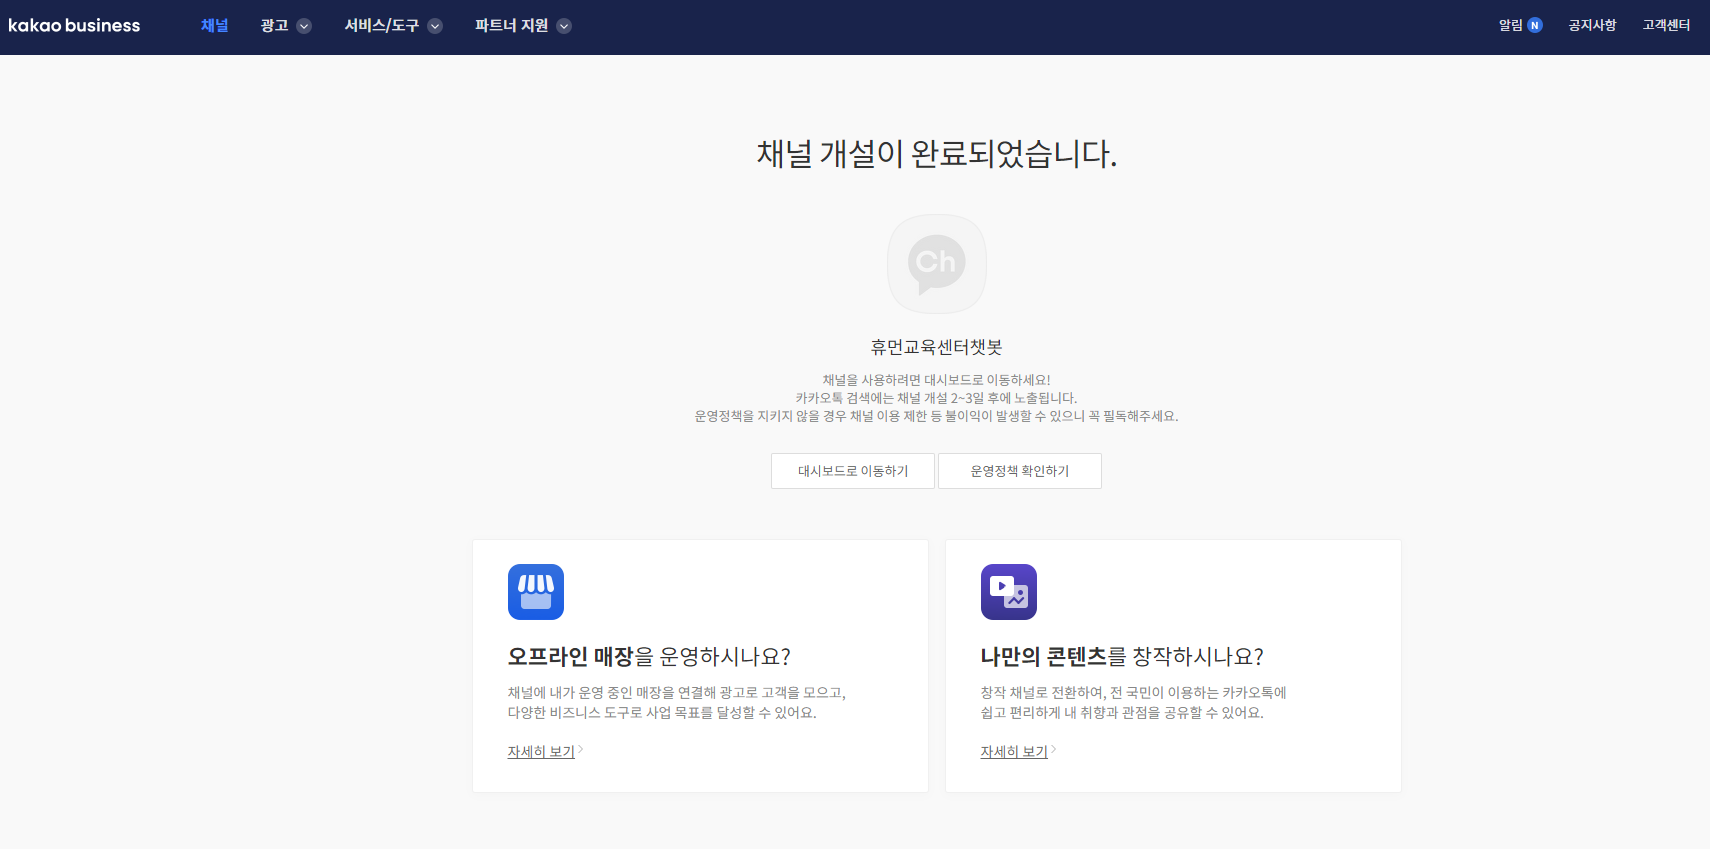 kakao business
채널
광고
서비스/도구
파트너 지원
알림 N
공지사항
고객센터
채널 개설이 완료되었습니다.
Ch
휴먼교육센터챗봇
채널을 사용하려면 대시보드로 이동하세요!
카카오톡 검색에는 채널 개설 2~3일 후에 노출됩니다.
운영정책을 지키지 않을 경우 채널 이용 제한 등 불이익이 발생할 수 있으니 꼭 필독해주세요.
대시보드로 이동하기
운영정책 확인하기
오프라인 매장을 운영하시나요?
채널에 내가 운영 중인 매장을 연결해 광고로 고객을 모으고,
다양한 비즈니스 도구로 사업 목표를 달성할 수 있어요.
자세히 보기
나만의 콘텐츠를 창작하시나요?
창작 채널로 전환하여, 전 국민이 이용하는 카카오톡에
쉽고 편리하게 내 취향과 관점을 공유할 수 있어요.
자세히 보기